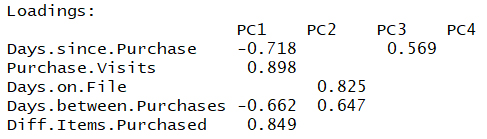 Loadings:
                       PC1    PC2    PC3    PC4
Days.since.Purchase   -0.718         0.569
Purchase.Visits        0.898
Days.on.File                  0.825
Days.between.Purchases -0.662 0.647
Diff.Items.Purchased   0.849